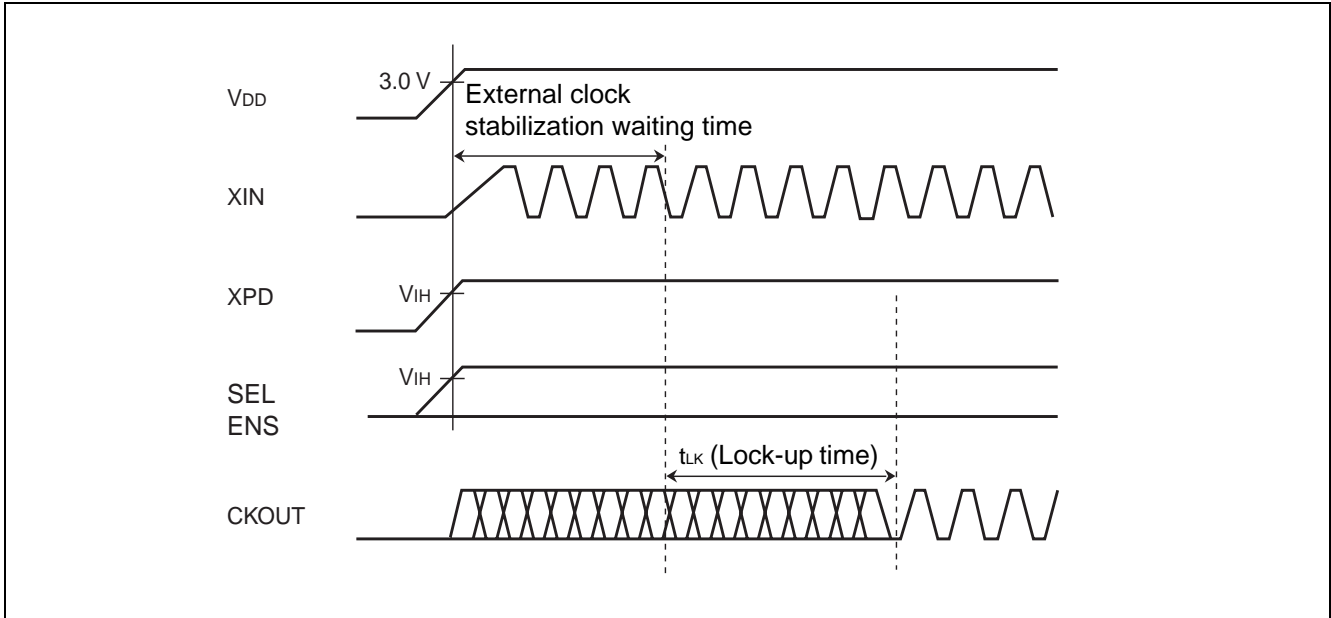 3.0 V
VDD
External clock
stabilization waiting time
XIN
XPD
VIH
VIH
SEL
ENS
tLK (Lock-up time)
CKOUT